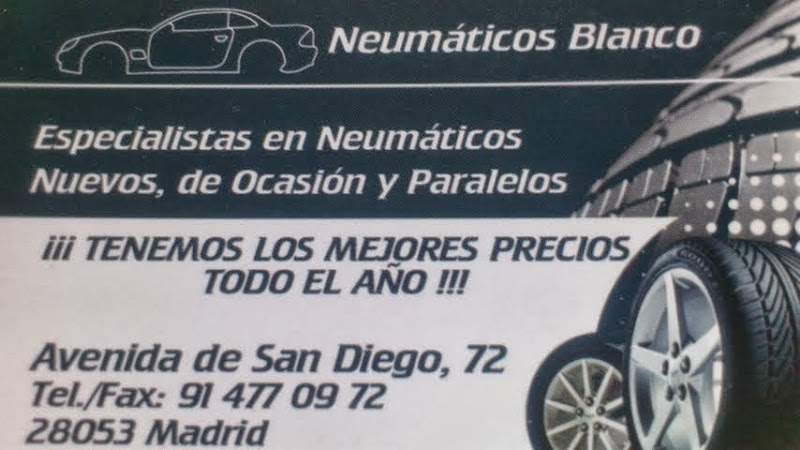 Neumáticos Blanco
Especialistas en Neumáticos
Nuevos, de Ocasión y Paralelos
¡¡¡ TENEMOS LOS MEJORES PRECIOS
TODO EL AÑO !!!
Avenida de San Diego, 72
Tel./Fax: 91 477 09 72
28053 Madrid